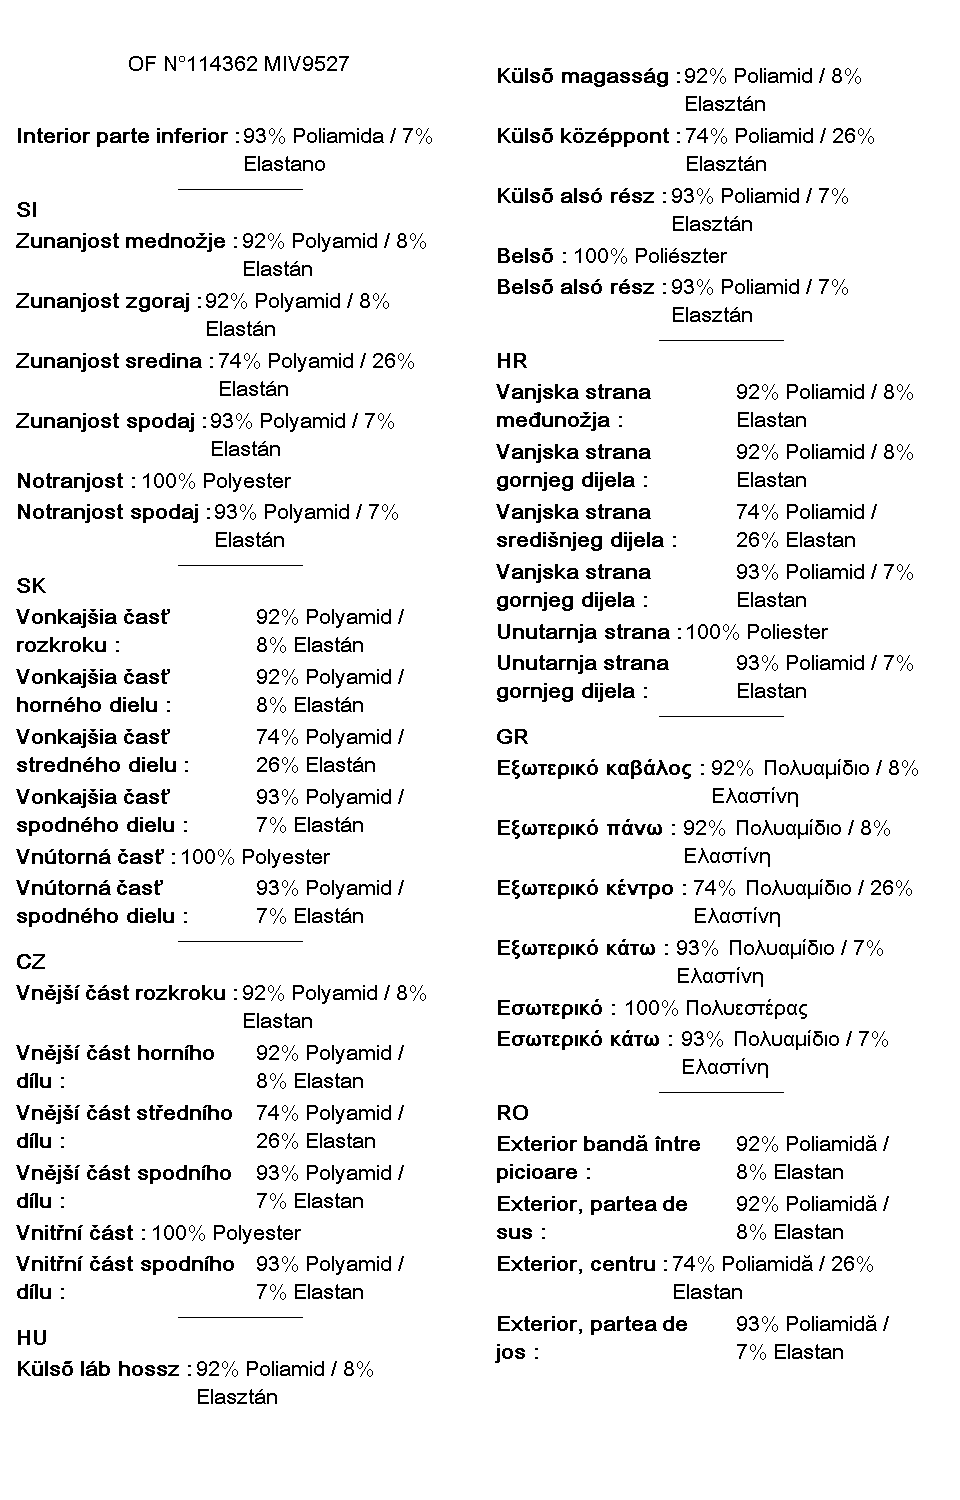 OF N°114362 MIV9527
Interior parte inferior : 93% Poliamida / 7%
Elastano
SI
Zunanjost mednožje : 92% Polyamid / 8%
Elastán
Zunanjost zgoraj : 92% Polyamid / 8%
Elastán
Zunanjost sredina : 74% Polyamid / 26%
Elastán
Zunanjost spodaj : 93% Polyamid / 7%
Elastán
Notranjost : 100% Polyester
Notranjost spodaj : 93% Polyamid / 7%
Elastán
SK
Vonkajšia časť 92% Polyamid /
rozkroku : 8% Elastán
Vonkajšia časť 92% Polyamid /
horného dielu : 8% Elastán
Vonkajšia časť 74% Polyamid /
stredného dielu : 26% Elastán
Vonkajšia časť 93% Polyamid /
spodného dielu : 7% Elastán
Vnútorná časť : 100% Polyester
Vnútorná časť 93% Polyamid /
spodného dielu : 7% Elastán
CZ
Vnější část rozkroku : 92% Polyamid / 8%
Elastan
Vnější část horního 92% Polyamid /
dílu : 8% Elastan
Vnější část středního 74% Polyamid /
dílu : 26% Elastan
Vnější část spodního 93% Polyamid /
dílu : 7% Elastan
Vnitřní část : 100% Polyester
Vnitřní část spodního 93% Polyamid /
dílu : 7% Elastan
HU
Külső láb hossz : 92% Poliamid / 8%
Elasztán
Külső magasság : 92% Poliamid / 8%
Elasztán
Külső középpont : 74% Poliamid / 26%
Elasztán
Külső alsó rész : 93% Poliamid / 7%
Elasztán
Belső : 100% Poliészter
Belső alsó rész : 93% Poliamid / 7%
Elasztán
HR
Vanjska strana 92% Poliamid / 8%
međunožja : Elastan
Vanjska strana 92% Poliamid / 8%
gornjeg dijela : Elastan
Vanjska strana 74% Poliamid /
središnjeg dijela : 26% Elastan
Vanjska strana 93% Poliamid / 7%
gornjeg dijela : Elastan
Unutarnja strana : 100% Poliester
Unutarnja strana 93% Poliamid / 7%
gornjeg dijela : Elastan
GR
Εξωτερικό καβάλος : 92% Πολυαμίδιο / 8%
Ελαστίνη
Εξωτερικό πάνω : 92% Πολυαμίδιο / 8%
Ελαστίνη
Εξωτερικό κέντρο : 74% Πολυαμίδιο / 26%
Ελαστίνη
Εξωτερικό κάτω : 93% Πολυαμίδιο / 7%
Ελαστίνη
Εσωτερικό : 100% Πολυεστέρας
Εσωτερικό κάτω : 93% Πολυαμίδιο / 7%
Ελαστίνη
RO
Exterior bandă între 92% Poliamidă /
picioare : 8% Elastan
Exterior, partea de 92% Poliamidă /
sus : 8% Elastan
Exterior, centru : 74% Poliamidă / 26%
Elastan
Exterior, partea de 93% Poliamidă /
jos : 7% Elastan